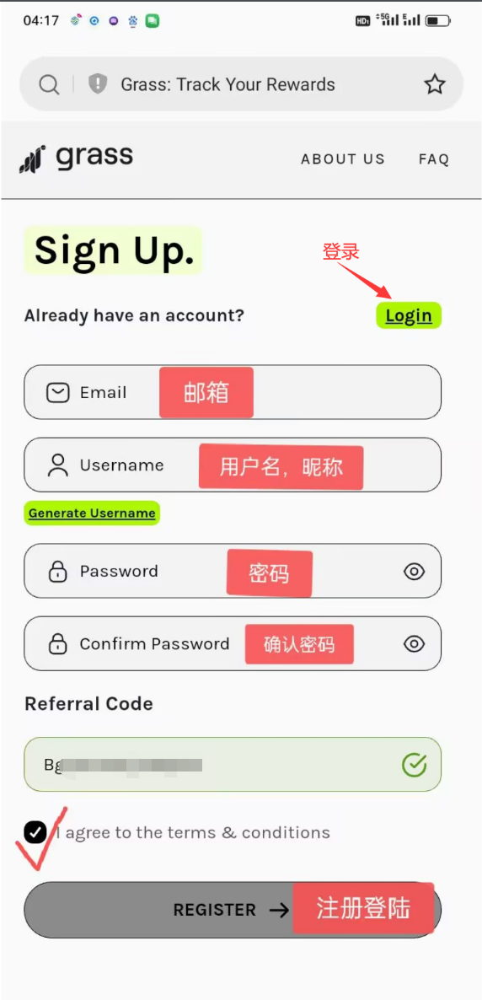 04:17 HD1 5G E
Grass: Track Your Rewards
grass ABOUT US FAQ
Sign Up.
登录
Already have an account? Login
Email 邮箱
Username 用户名，昵称
Generate Username
Password 密码
Confirm Password 确认密码
Referral Code
Bg
I agree to the terms & conditions
REGISTER → 注册登陆